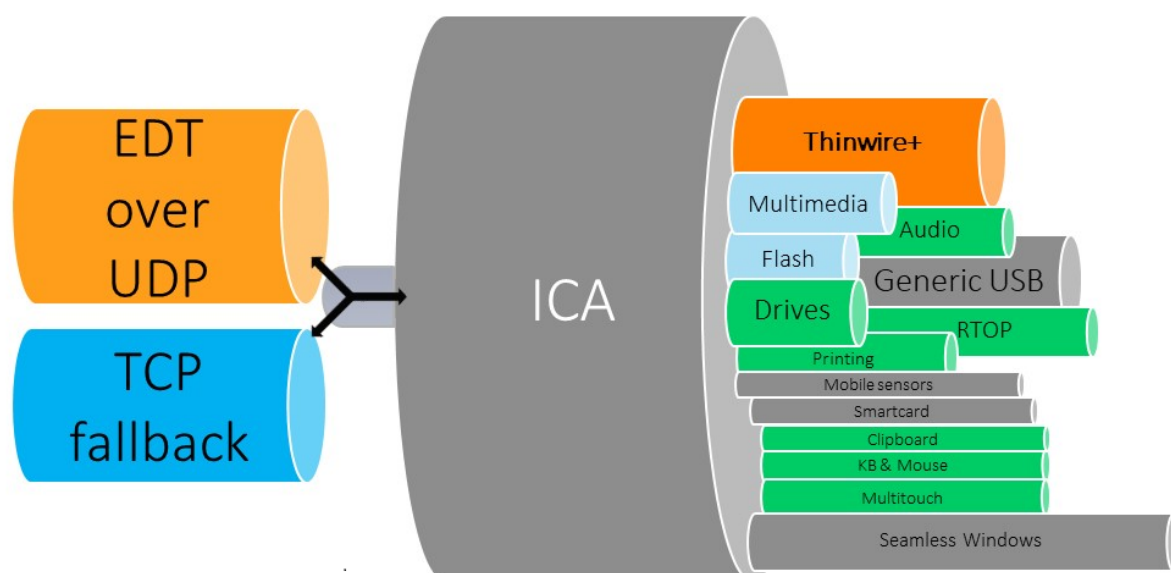 EDT
over
UDP
TCP
fallback
ICA
Thinwire+
Multimedia
Audio
Flash
Generic USB
Drives
RTOP
Printing
Mobile sensors
Smartcard
Clipboard
KB & Mouse
Multitouch
Seamless Windows